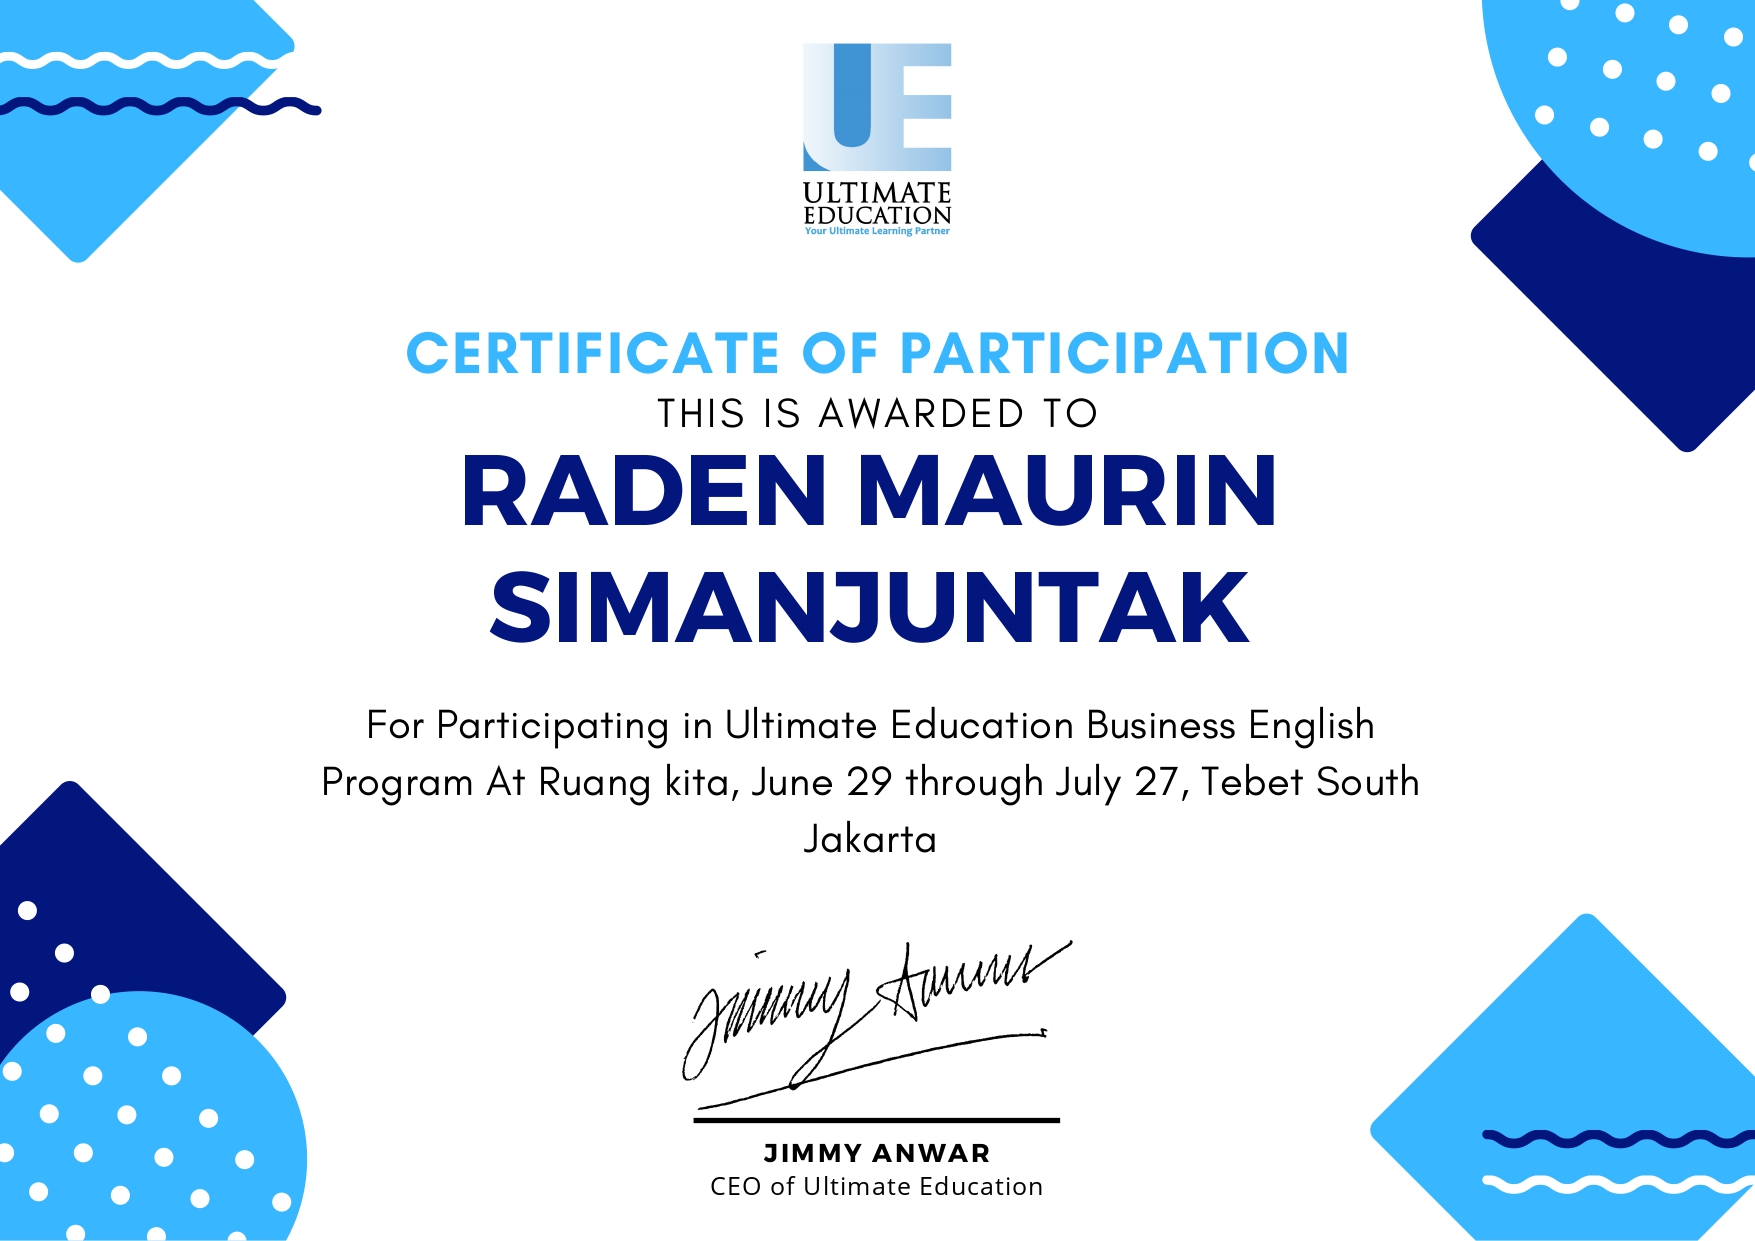 UE
ULTIMATE
EDUCATION
Your Ultimate Learning Partner
CERTIFICATE OF PARTICIPATION
THIS IS AWARDED TO
RADEN MAURIN
SIMANJUNTAK
For Participating in Ultimate Education Business English
Program At Ruang kita, June 29 through July 27, Tebet South
Jakarta
Jimmy Anwar
JIMMY ANWAR
CEO of Ultimate Education